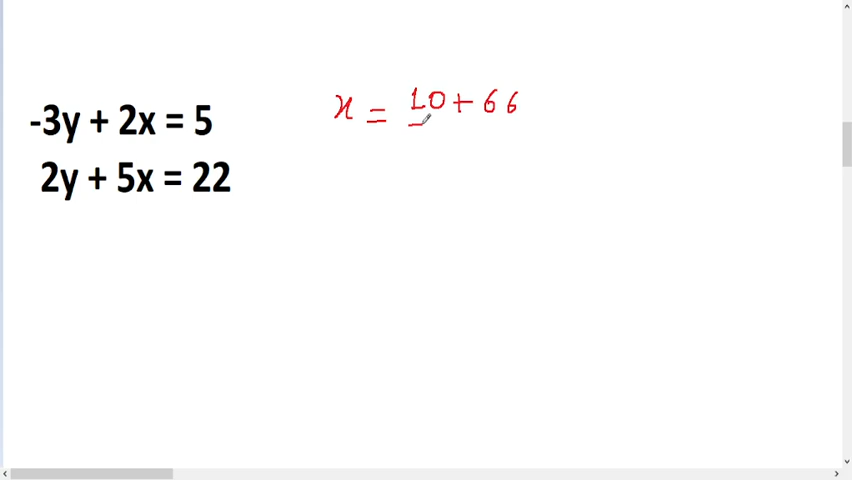 -3y + 2x = 5
2y + 5x = 22
x = 10 + 66